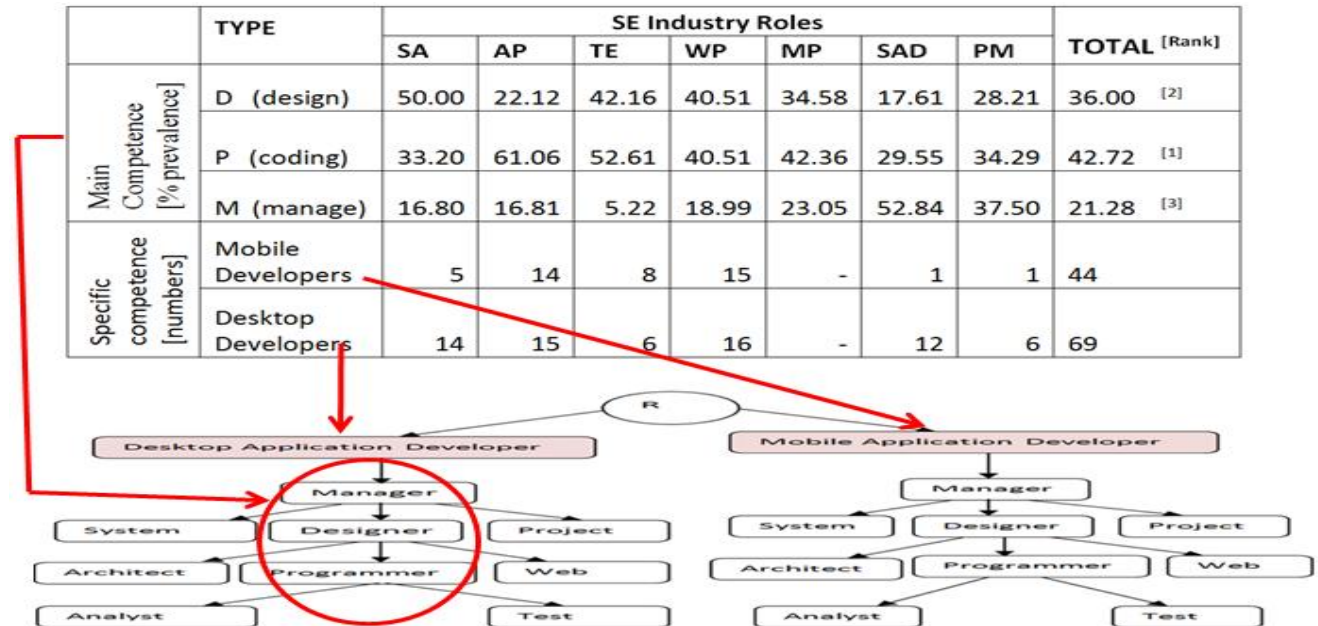 TYPE SE Industry Roles TOTAL [Rank]
SA AP TE WP MP SAD PM
Main Competence [% prevalence]
D (design) 50.00 22.12 42.16 40.51 34.58 17.61 28.21 36.00 [2]
P (coding) 33.20 61.06 52.61 40.51 42.36 29.55 34.29 42.72 [1]
M (manage) 16.80 16.81 5.22 18.99 23.05 52.84 37.50 21.28 [3]
Specific competence [numbers]
Mobile
Developers 5 14 8 15 - 1 1 44
Desktop
Developers 14 15 6 16 - 12 6 69
R
Desktop Application Developer Mobile Application Developer
Manager Manager
System Designer Project System Designer Project
Architect Programmer Web Architect Programmer Web
Analyst Test Analyst Test